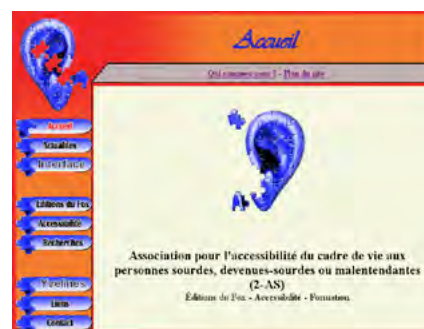 Accueil
Qui sommes-nous ? - Plan du site
Accueil
Actualités
Interface
Éditions du Fox
Accessibilité
Recherches
Yvelines
Liens
Contact
Association pour l'accessibilité du cadre de vie aux
personnes sourdes, devenues-sourdes ou malentendantes
(2-AS)
Éditions du Fox - Accessibilité - Formation